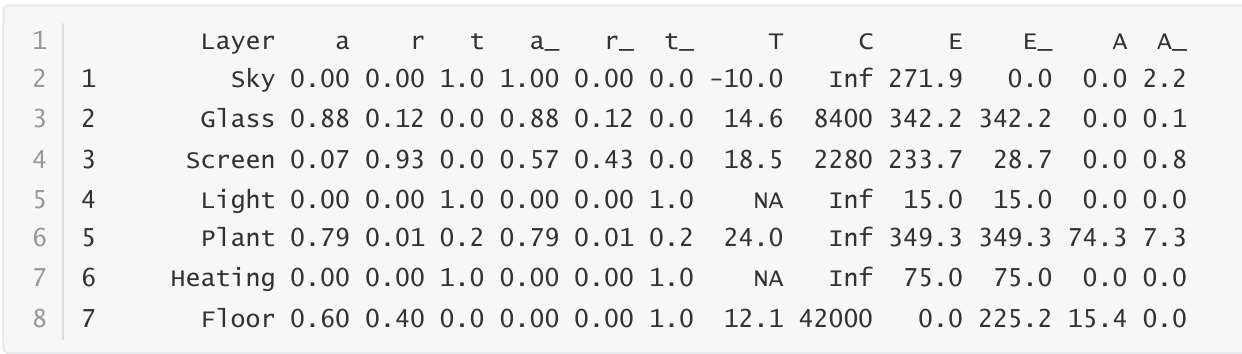 1 Layer a r t a_ r_ t_ T C E E_ A A_
2 1 Sky 0.00 0.00 1.0 1.00 0.00 0.0 -10.0 Inf 271.9 0.0 0.0 2.2
3 2 Glass 0.88 0.12 0.0 0.88 0.12 0.0 14.6 8400 342.2 342.2 0.0 0.1
4 3 Screen 0.07 0.93 0.0 0.57 0.43 0.0 18.5 2280 233.7 28.7 0.0 0.8
5 4 Light 0.00 0.00 1.0 0.00 0.00 1.0 NA Inf 15.0 15.0 0.0 0.0
6 5 Plant 0.79 0.01 0.2 0.79 0.01 0.2 24.0 Inf 349.3 349.3 74.3 7.3
7 6 Heating 0.00 0.00 1.0 0.00 0.00 1.0 NA Inf 75.0 75.0 0.0 0.0
8 7 Floor 0.60 0.40 0.0 0.00 0.00 1.0 12.1 42000 0.0 225.2 15.4 0.0